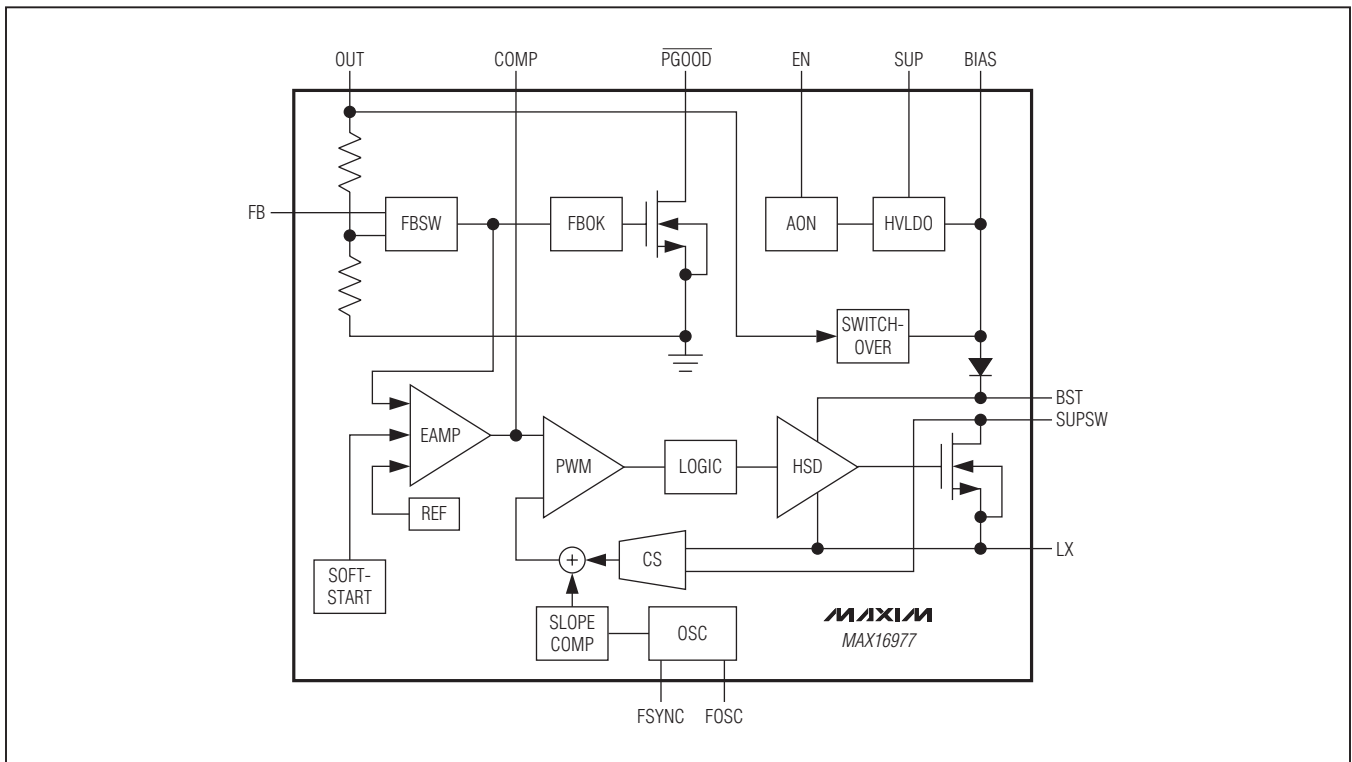 OUT
COMP
PGOOD
EN
SUP
BIAS
FB
FBSW
FBOK
AON
HVLDO
SWITCH-
OVER
BST
SUPSW
EAMP
PWM
LOGIC
HSD
REF
LX
CS
+
SOFT-
START
SLOPE
COMP
OSC
MAXIM
MAX16977
FSYNC
FOSC